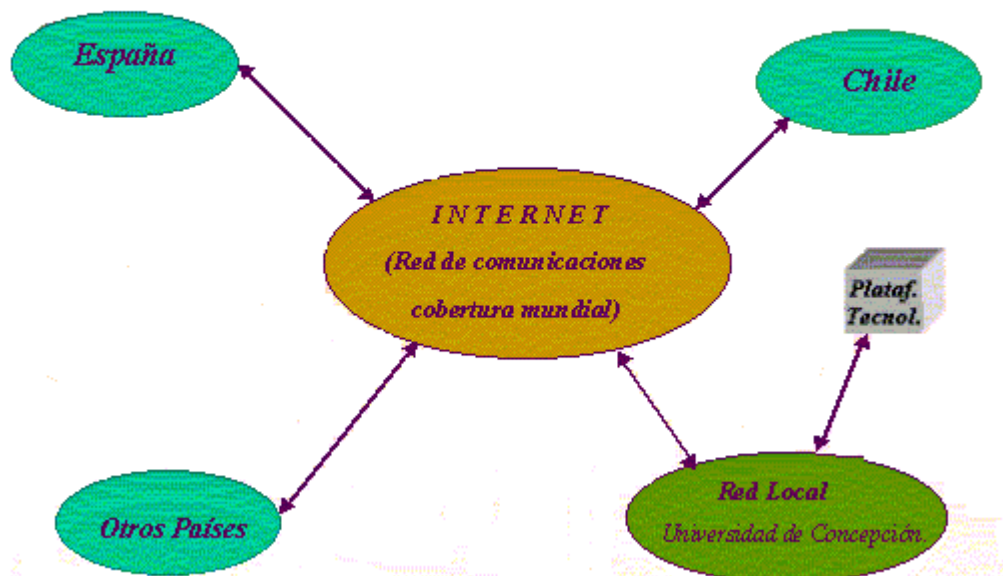 España
Chile
I N T E R N E T
(Red de comunicaciones
cobertura mundial)
Plataf.
Tecnol.
Otros Países
Red Local
Universidad de Concepción.